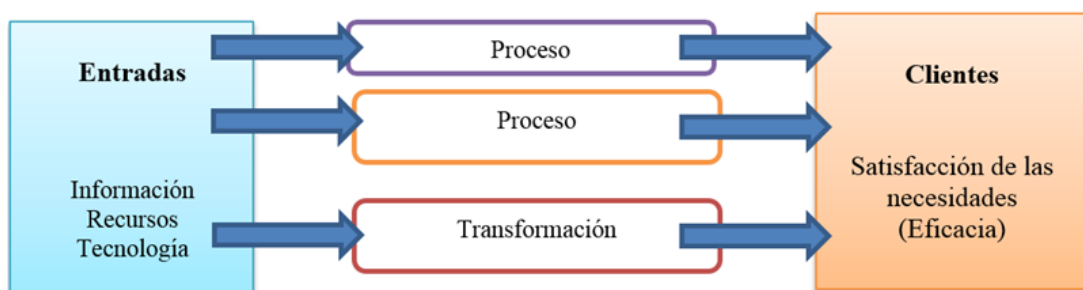 Entradas
Información
Recursos
Tecnología
Proceso
Proceso
Transformación
Clientes
Satisfacción de las
necesidades
(Eficacia)